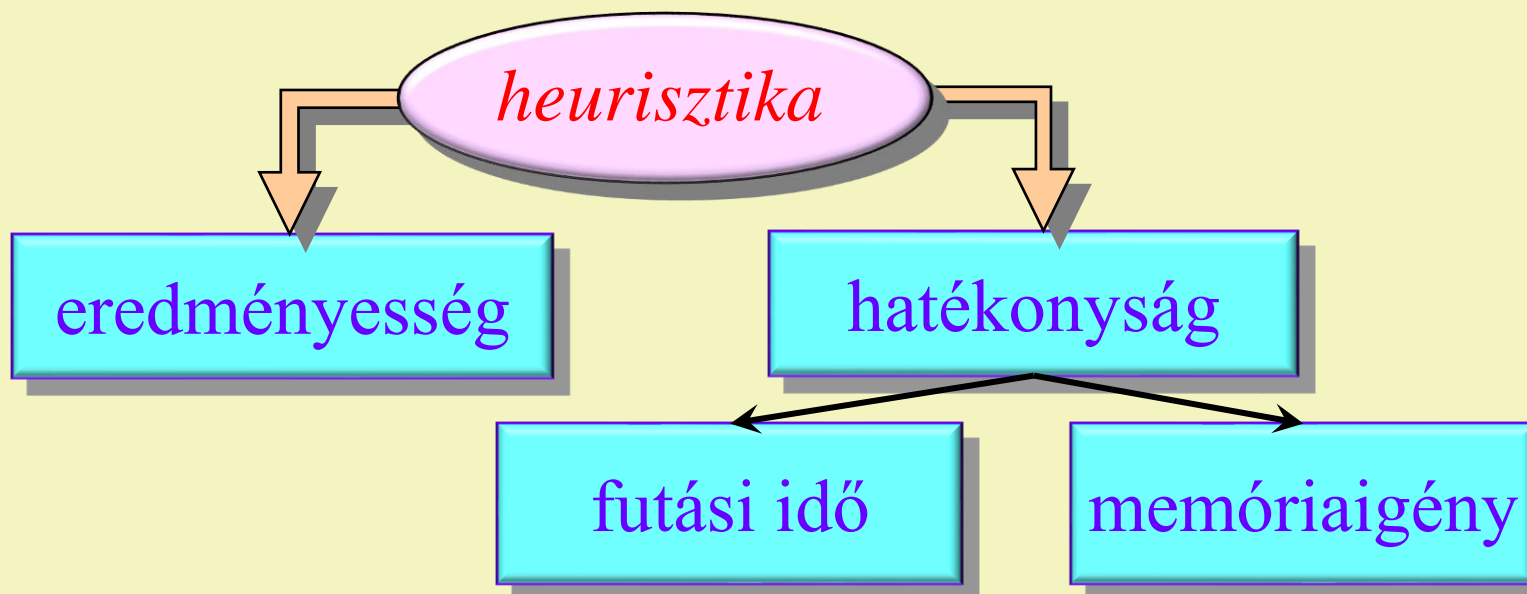 heurisztika
eredményesség
hatékonyság
futási idő
memóriaigény